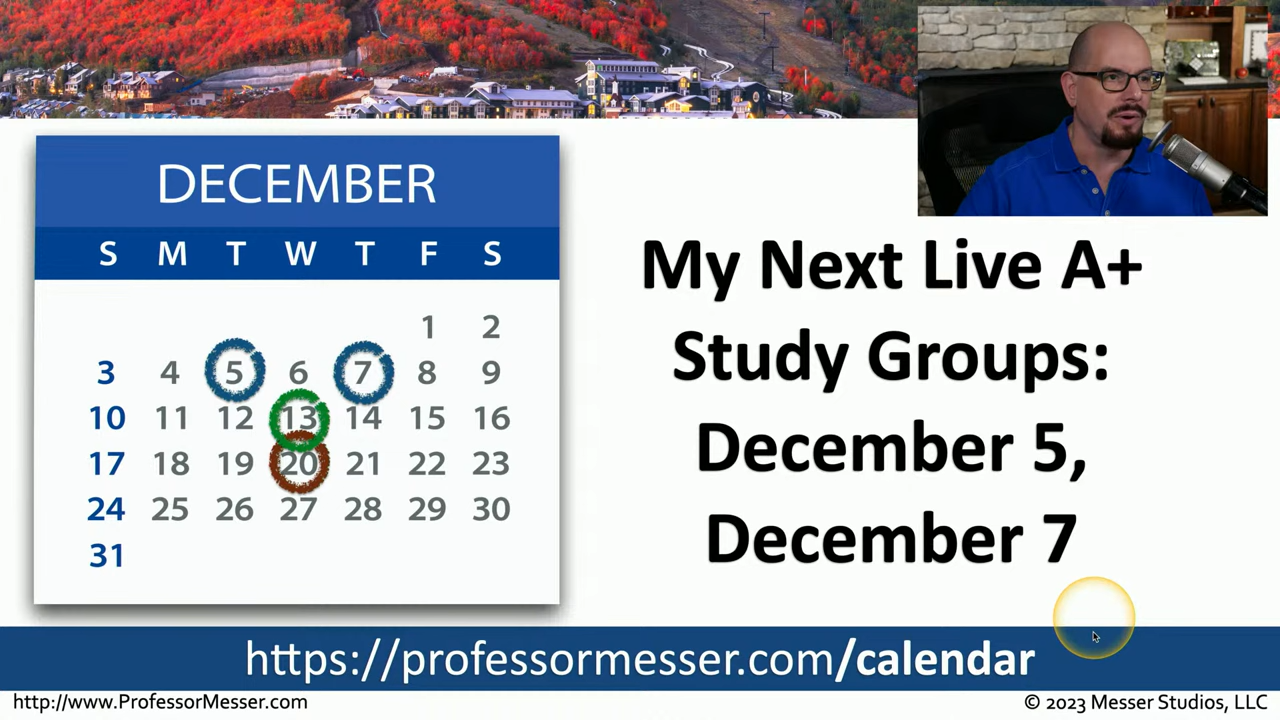 DECEMBER
S M T W T F S
1 2
3 4 5 6 7 8 9
10 11 12 13 14 15 16
17 18 19 20 21 22 23
24 25 26 27 28 29 30
31
My Next Live A+
Study Groups:
December 5,
December 7
https://professormesser.com/calendar
http://www.ProfessorMesser.com
© 2023 Messer Studios, LLC